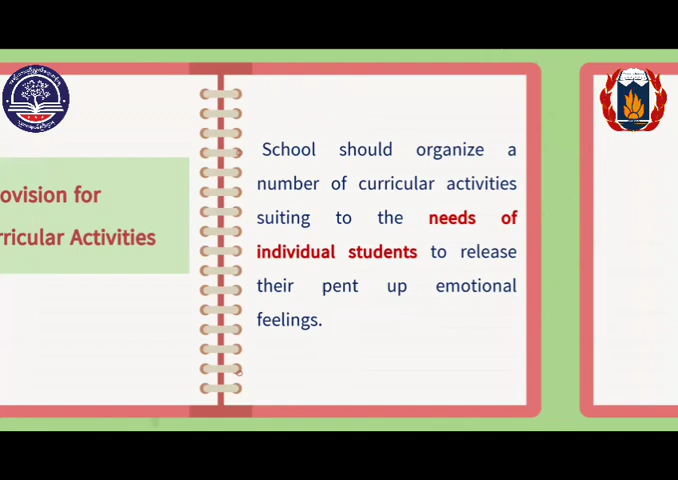 ovision for
rricular Activities
School should organize a
number of curricular activities
suiting to the needs of
individual students to release
their pent up emotional
feelings.